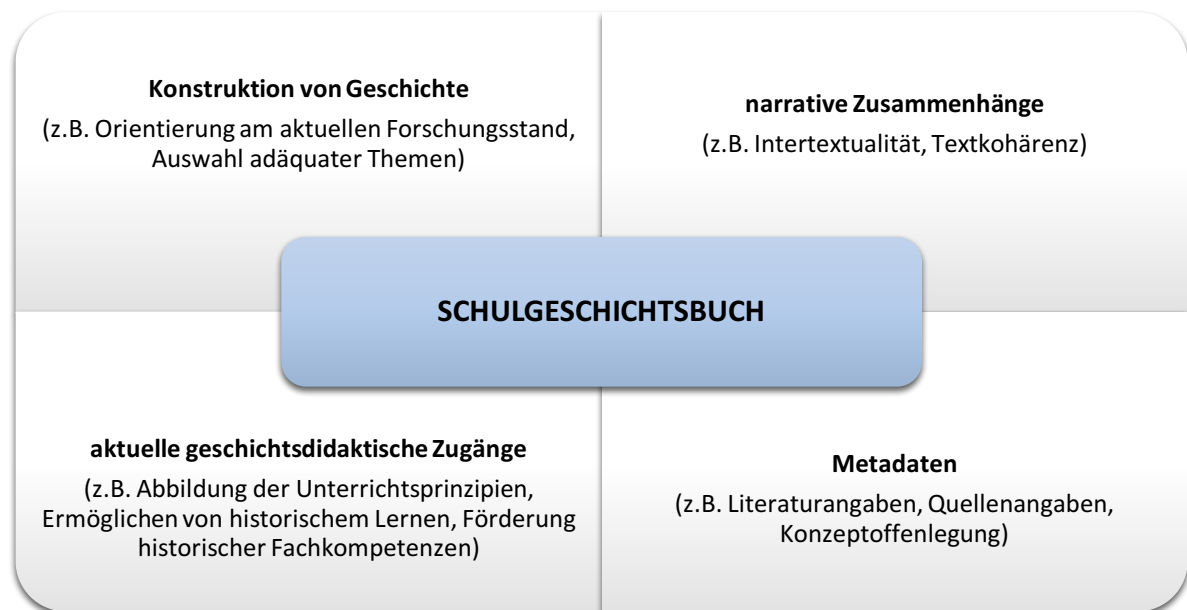 Konstruktion von Geschichte
(z.B. Orientierung am aktuellen Forschungsstand,
Auswahl adäquater Themen)
narrative Zusammenhänge
(z.B. Intertextualität, Textkohärenz)
SCHULGESCHICHTSBUCH
aktuelle geschichtsdidaktische Zugänge
(z.B. Abbildung der Unterrichtsprinzipien,
Ermöglichen von historischem Lernen, Förderung
historischer Fachkompetenzen)
Metadaten
(z.B. Literaturangaben, Quellenangaben,
Konzeptoffenlegung)